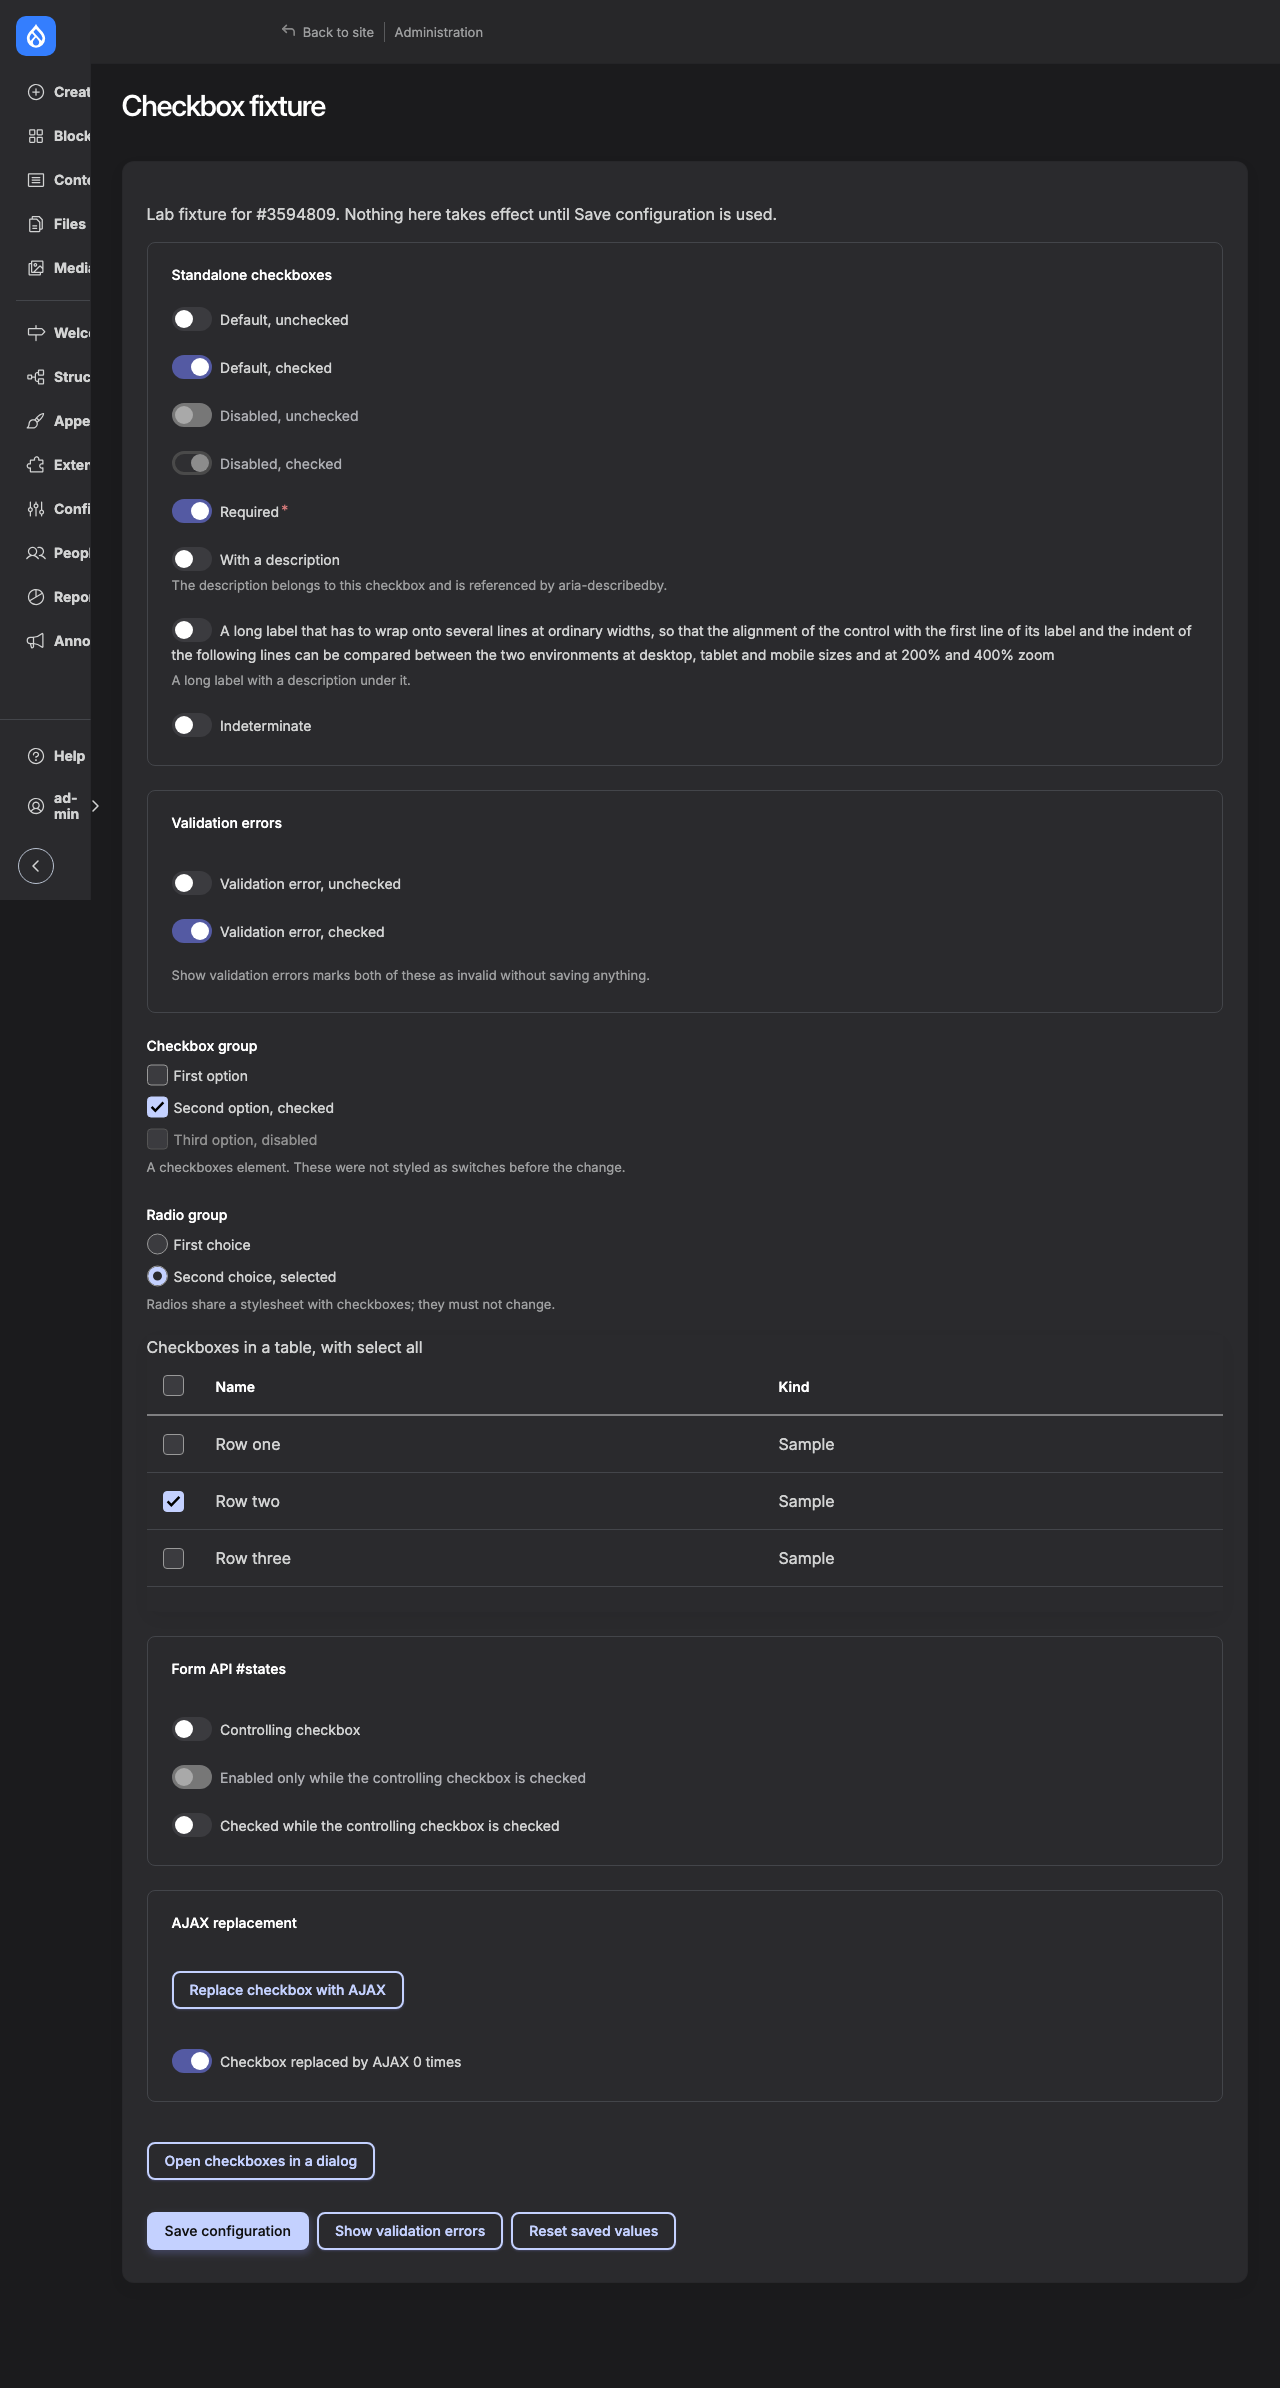 Back to site
Administration
Creat
Block
Conte
Files
Media
Welco
Struc
Appe
Exten
Confi
Peopl
Repor
Anno
Help
ad-
min
Checkbox fixture
Lab fixture for #3594809. Nothing here takes effect until Save configuration is used.
Standalone checkboxes
Default, unchecked
Default, checked
Disabled, unchecked
Disabled, checked
Required*
With a description
The description belongs to this checkbox and is referenced by aria-describedby.
A long label that has to wrap onto several lines at ordinary widths, so that the alignment of the control with the first line of its label and the indent of
the following lines can be compared between the two environments at desktop, tablet and mobile sizes and at 200% and 400% zoom
A long label with a description under it.
Indeterminate
Validation errors
Validation error, unchecked
Validation error, checked
Show validation errors marks both of these as invalid without saving anything.
Checkbox group
First option
Second option, checked
Third option, disabled
A checkboxes element. These were not styled as switches before the change.
Radio group
First choice
Second choice, selected
Radios share a stylesheet with checkboxes; they must not change.
Checkboxes in a table, with select all
Name Kind
Row one Sample
Row two Sample
Row three Sample
Form API #states
Controlling checkbox
Enabled only while the controlling checkbox is checked
Checked while the controlling checkbox is checked
AJAX replacement
Replace checkbox with AJAX
Checkbox replaced by AJAX 0 times
Open checkboxes in a dialog
Save configuration
Show validation errors
Reset saved values